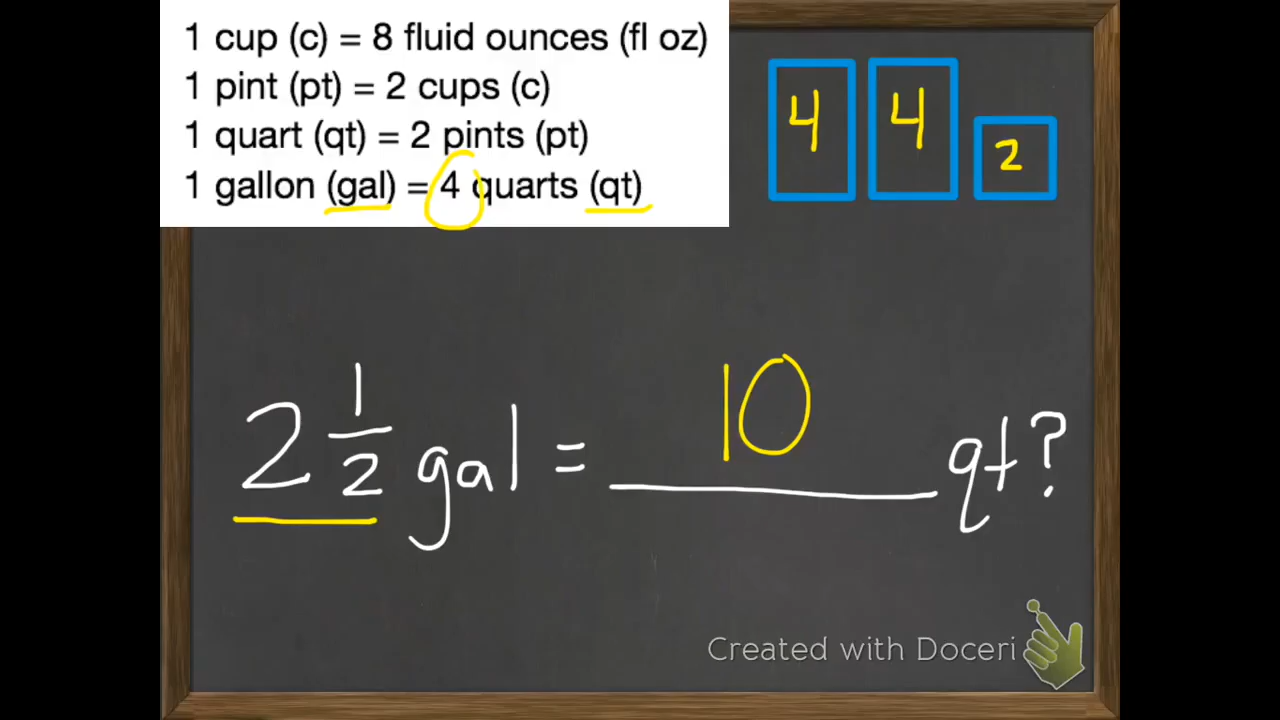 1 cup (c) = 8 fluid ounces (fl oz)
1 pint (pt) = 2 cups (c)
1 quart (qt) = 2 pints (pt)
1 gallon (gal) = 4 quarts (qt)
4 4 2
2 1/2 gal = 10 qt?
Created with Doceri